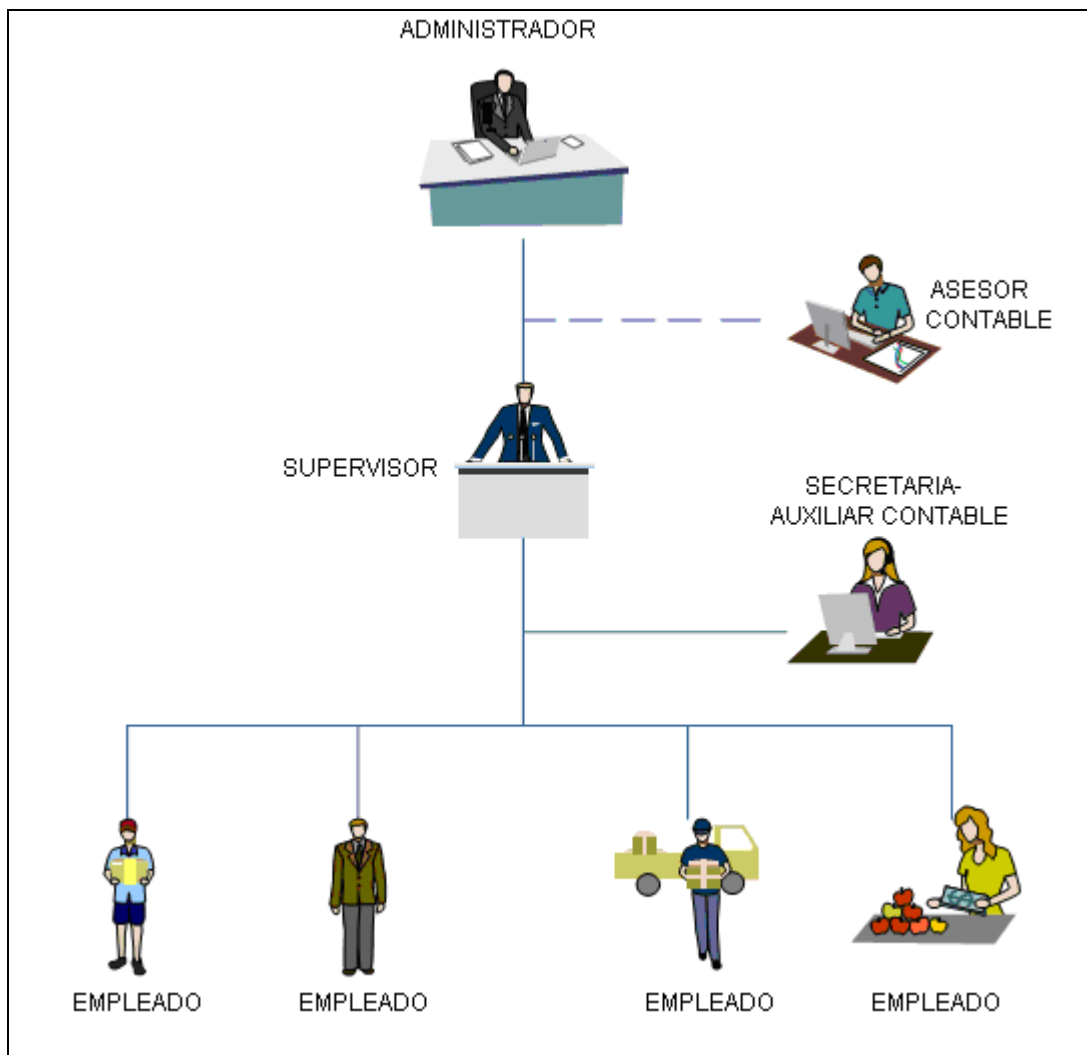 ADMINISTRADOR
ASESOR
CONTABLE
SUPERVISOR
SECRETARIA-
AUXILIAR CONTABLE
EMPLEADO
EMPLEADO
EMPLEADO
EMPLEADO